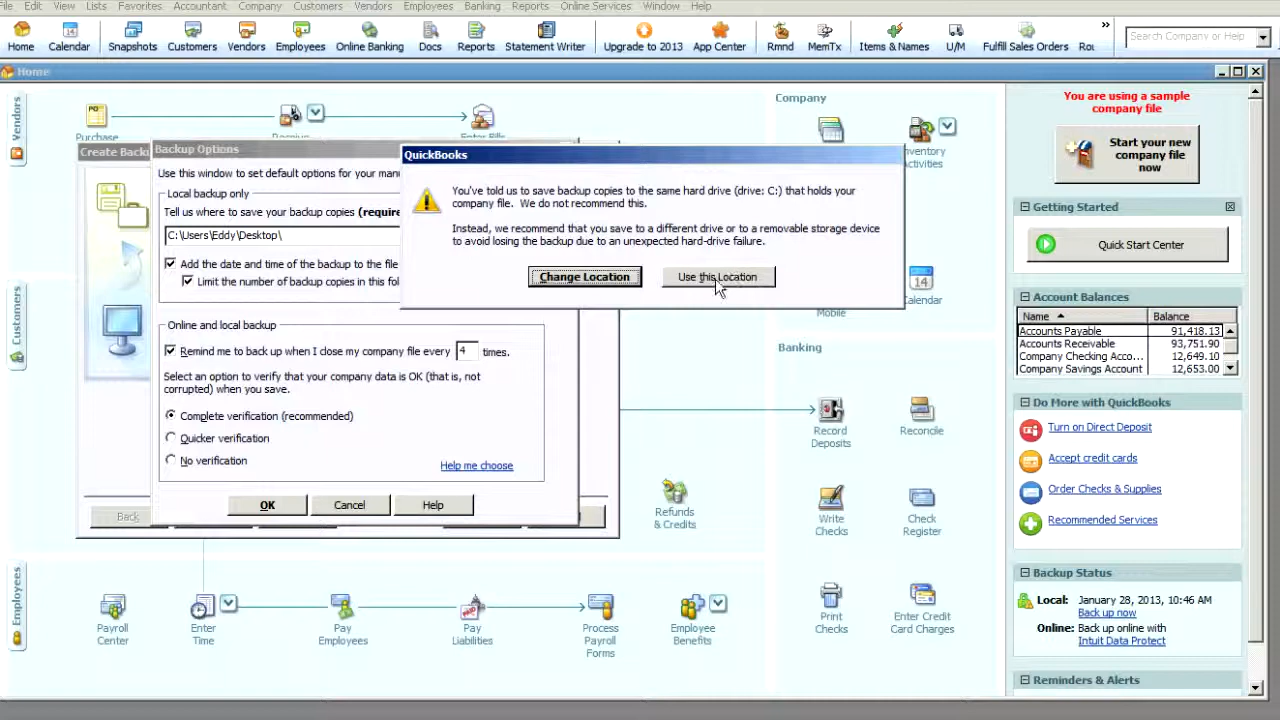 File Edit View Lists Favorites Accountant Company Customers Vendors Employees Banking Reports Online Services Window Help
Home Calendar Snapshots Customers Vendors Employees Online Banking Docs Reports Statement Writer Upgrade to 2013 App Center Rmnd MemTx Items & Names U/M Fulfill Sales Orders Rou
Search Company or Help
Home
Vendors
Purchase
Receive
Enter Bills
Customers
Employees
Create Backu
Backup Options
Use this window to set default options for your manu
Local backup only
Tell us where to save your backup copies (require
C:\Users\Eddy\Desktop\
Add the date and time of the backup to the file
Limit the number of backup copies in this fol
Online and local backup
Remind me to back up when I close my company file every 4 times.
Select an option to verify that your company data is OK (that is, not
corrupted) when you save.
Complete verification (recommended)
Quicker verification
No verification
Help me choose
OK Cancel Help
Back
QuickBooks
You've told us to save backup copies to the same hard drive (drive: C:) that holds your
company file. We do not recommend this.
Instead, we recommend that you save to a different drive or to a removable storage device
to avoid losing the backup due to an unexpected hard-drive failure.
Change Location Use this Location
Refunds
& Credits
Payroll
Center
Enter
Time
Pay
Employees
Pay
Liabilities
Process
Payroll
Forms
Employee
Benefits
Company
nventory
Activities
Calendar
Mobile
Banking
Record
Deposits
Reconcile
Write
Checks
Check
Register
Print
Checks
Enter Credit
Card Charges
You are using a sample
company file
Start your new
company file
now
Getting Started
Quick Start Center
Account Balances
Name Balance
Accounts Payable 91,418.13
Accounts Receivable 93,751.90
Company Checking Acco... 12,649.10
Company Savings Account 12,653.00
Do More with QuickBooks
Turn on Direct Deposit
Accept credit cards
Order Checks & Supplies
Recommended Services
Backup Status
Local: January 28, 2013, 10:46 AM
Back up now
Online: Back up online with
Intuit Data Protect
Reminders & Alerts